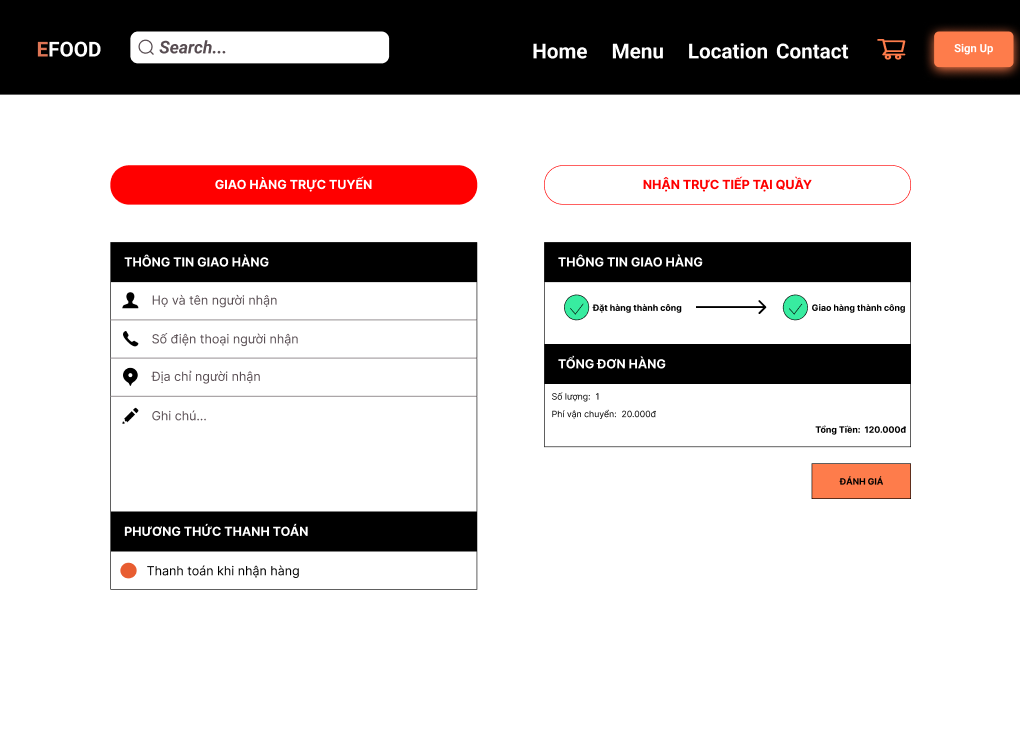 EFOOD
Search...
Home Menu Location Contact
Sign Up
GIAO HÀNG TRỰC TUYẾN
NHẬN TRỰC TIẾP TẠI QUẦY
THÔNG TIN GIAO HÀNG
Họ và tên người nhận
Số điện thoại người nhận
Địa chỉ người nhận
Ghi chú...
PHƯƠNG THỨC THANH TOÁN
Thanh toán khi nhận hàng
THÔNG TIN GIAO HÀNG
Đặt hàng thành công
Giao hàng thành công
TỔNG ĐƠN HÀNG
Số lượng: 1
Phí vận chuyển: 20.000đ
Tổng Tiền: 120.000đ
ĐÁNH GIÁ